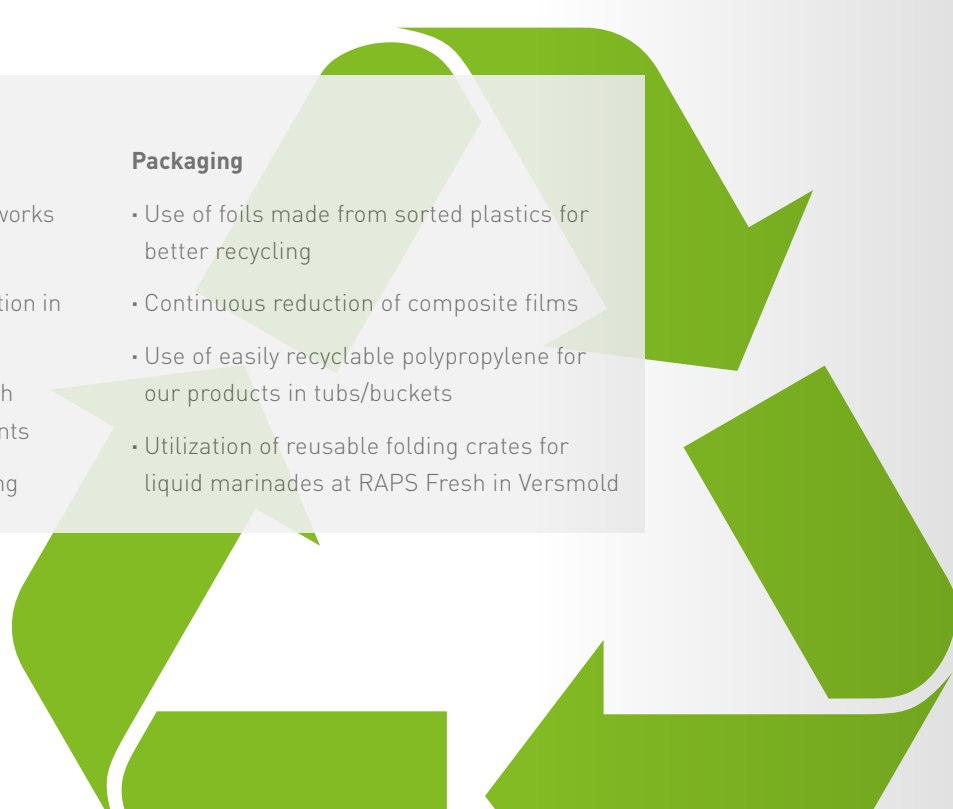 works
tion in
h
nts
ng
Packaging
· Use of foils made from sorted plastics for
better recycling
· Continuous reduction of composite films
· Use of easily recyclable polypropylene for
our products in tubs/buckets
· Utilization of reusable folding crates for
liquid marinades at RAPS Fresh in Versmold